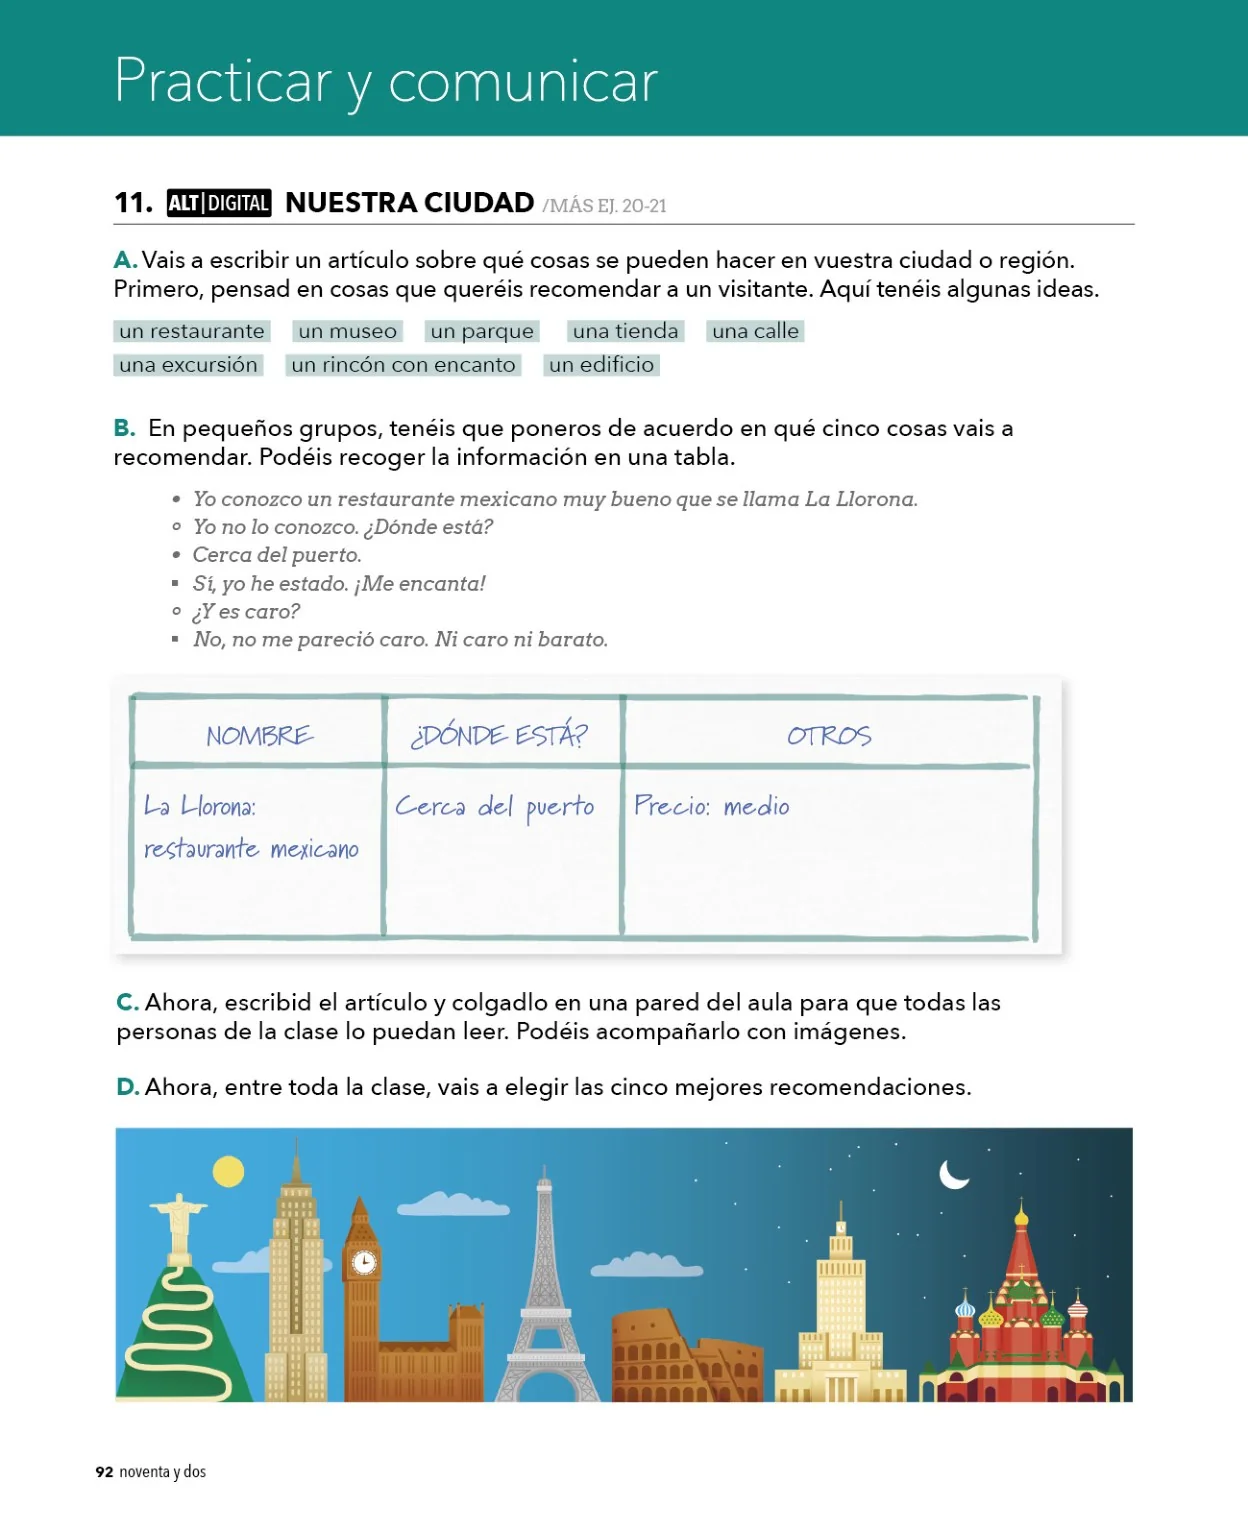 Practicar y comunicar
11. ALT|DIGITAL NUESTRA CIUDAD /MÁS EJ. 20-21
A. Vais a escribir un artículo sobre qué cosas se pueden hacer en vuestra ciudad o región.
Primero, pensad en cosas que queréis recomendar a un visitante. Aquí tenéis algunas ideas.
un restaurante un museo un parque una tienda una calle
una excursión un rincón con encanto un edificio
B. En pequeños grupos, tenéis que poneros de acuerdo en qué cinco cosas vais a
recomendar. Podéis recoger la información en una tabla.
• Yo conozco un restaurante mexicano muy bueno que se llama La Llorona.
○ Yo no lo conozco. ¿Dónde está?
• Cerca del puerto.
▪ Sí, yo he estado. ¡Me encanta!
○ ¿Y es caro?
▪ No, no me pareció caro. Ni caro ni barato.
NOMBRE ¿DÓNDE ESTÁ? OTROS
La Llorona: Cerca del puerto Precio: medio
restaurante mexicano
C. Ahora, escribid el artículo y colgadlo en una pared del aula para que todas las
personas de la clase lo puedan leer. Podéis acompañarlo con imágenes.
D. Ahora, entre toda la clase, vais a elegir las cinco mejores recomendaciones.
92 noventa y dos